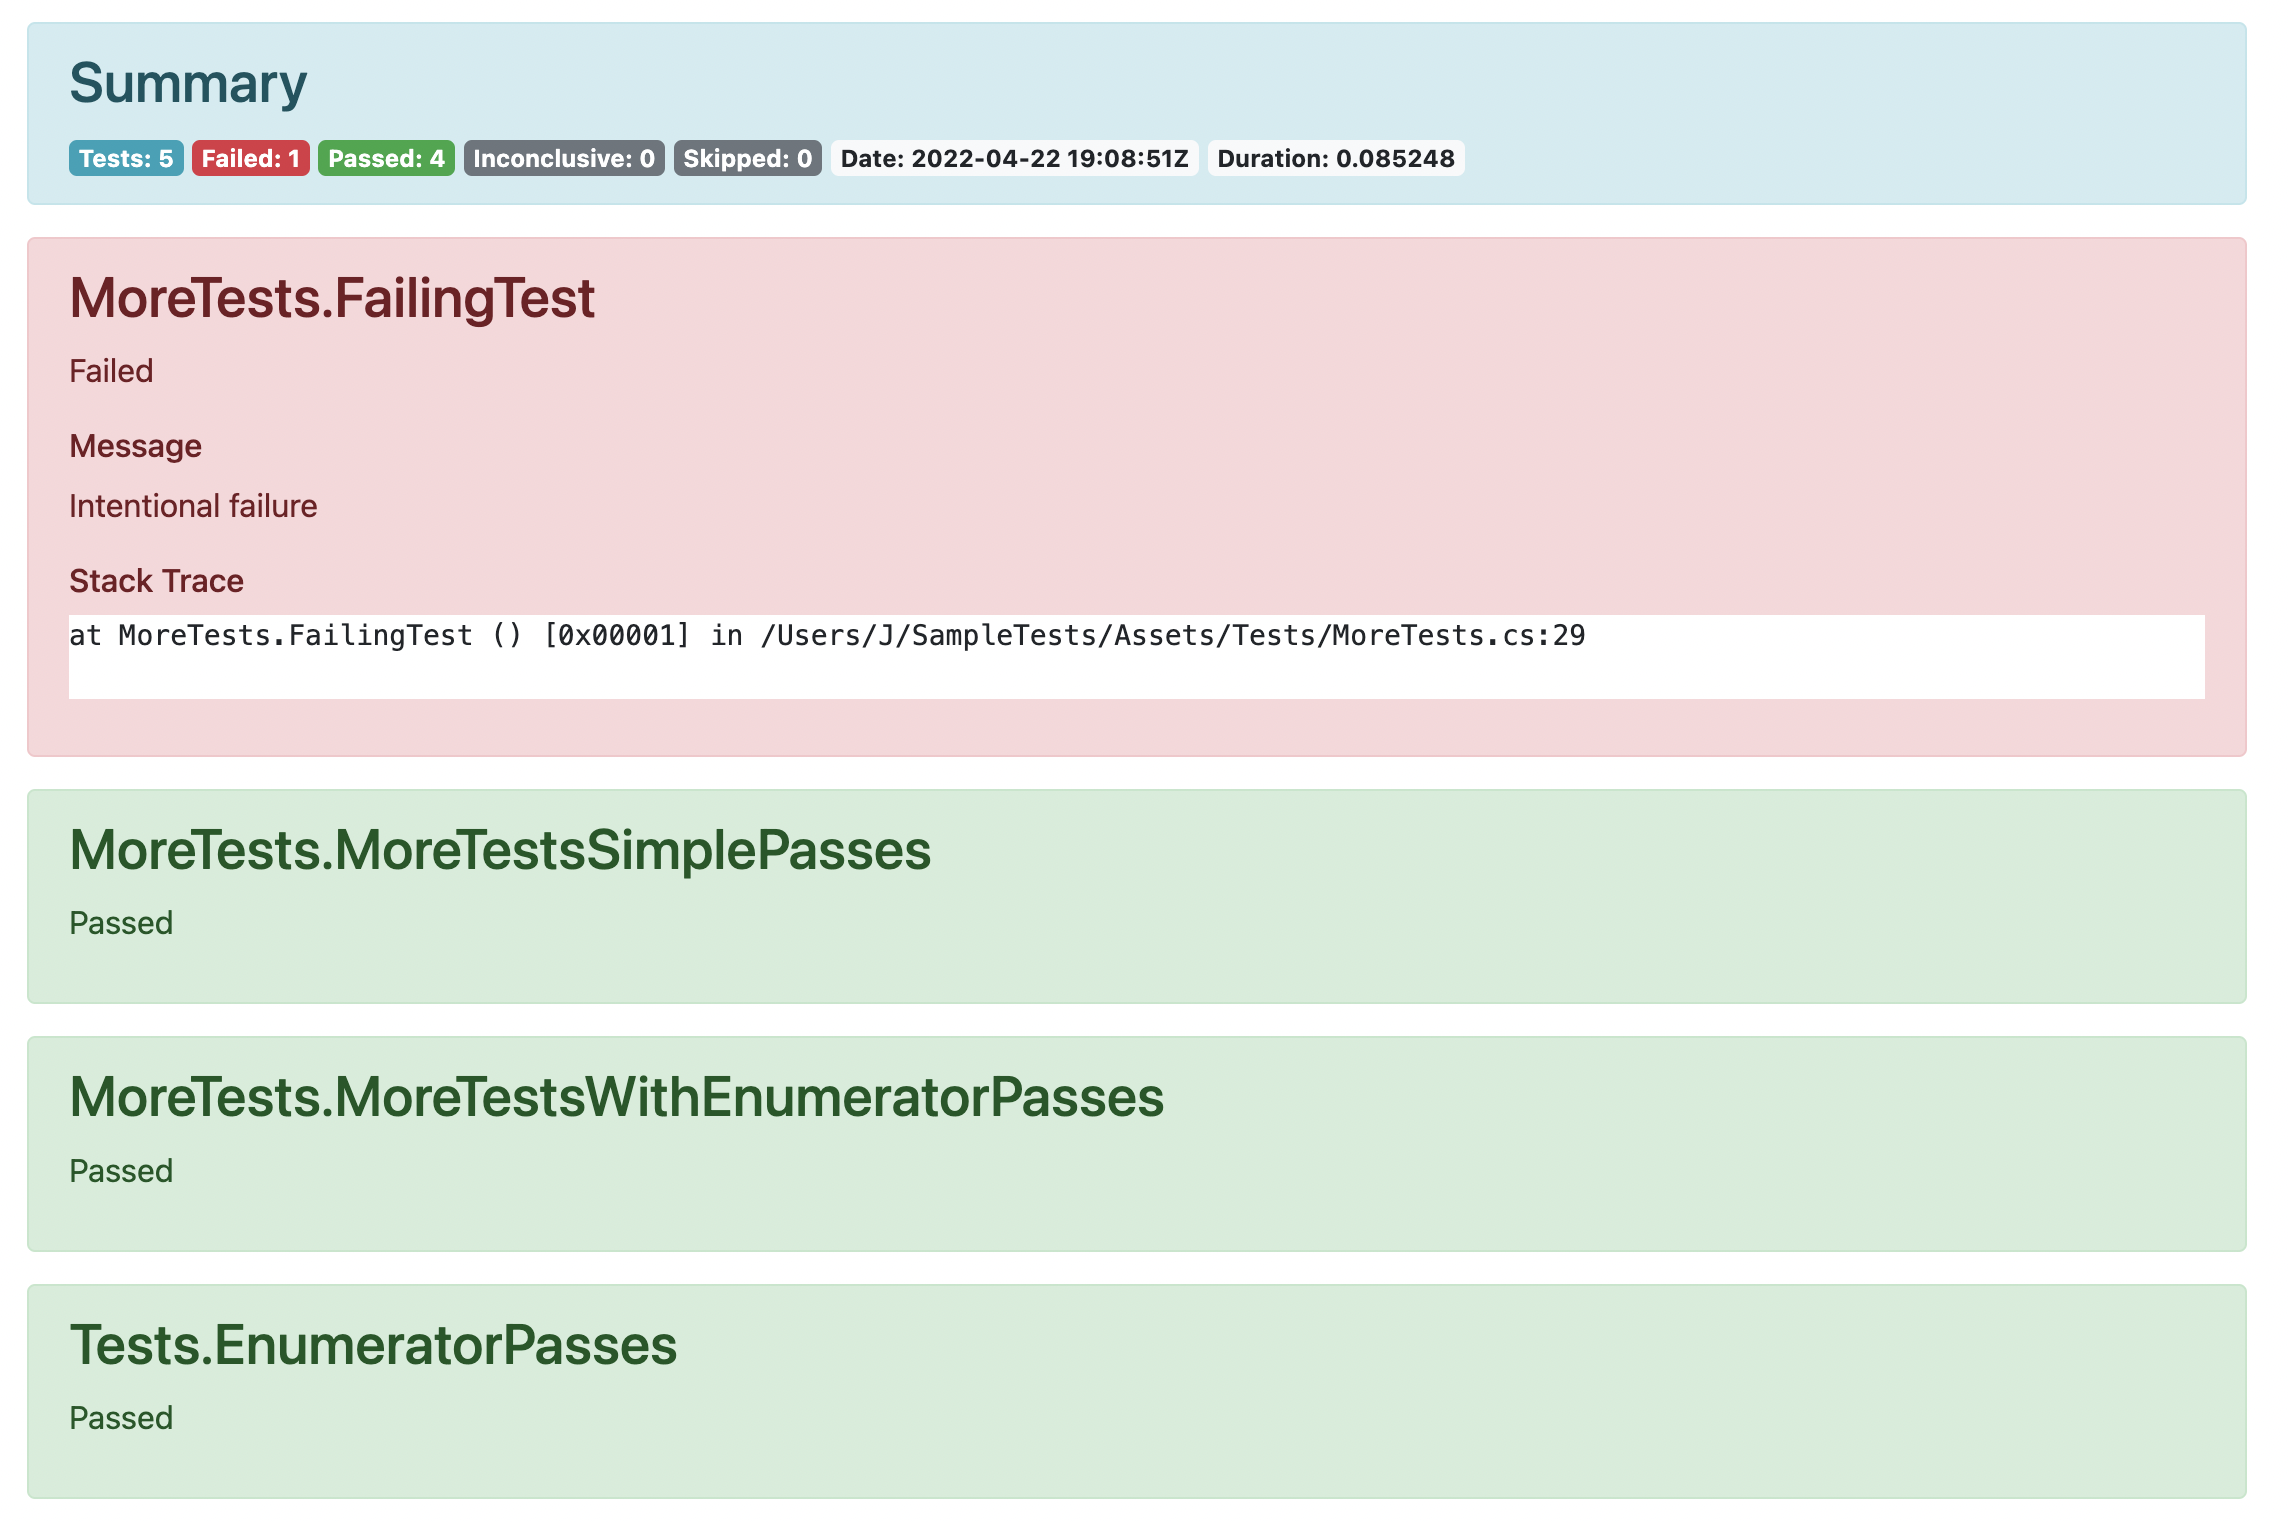 Summary
Tests: 5 Failed: 1 Passed: 4 Inconclusive: 0 Skipped: 0 Date: 2022-04-22 19:08:51Z Duration: 0.085248
MoreTests.FailingTest
Failed
Message
Intentional failure
Stack Trace
at MoreTests.FailingTest () [0x00001] in /Users/J/SampleTests/Assets/Tests/MoreTests.cs:29
MoreTests.MoreTestsSimplePasses
Passed
MoreTests.MoreTestsWithEnumeratorPasses
Passed
Tests.EnumeratorPasses
Passed